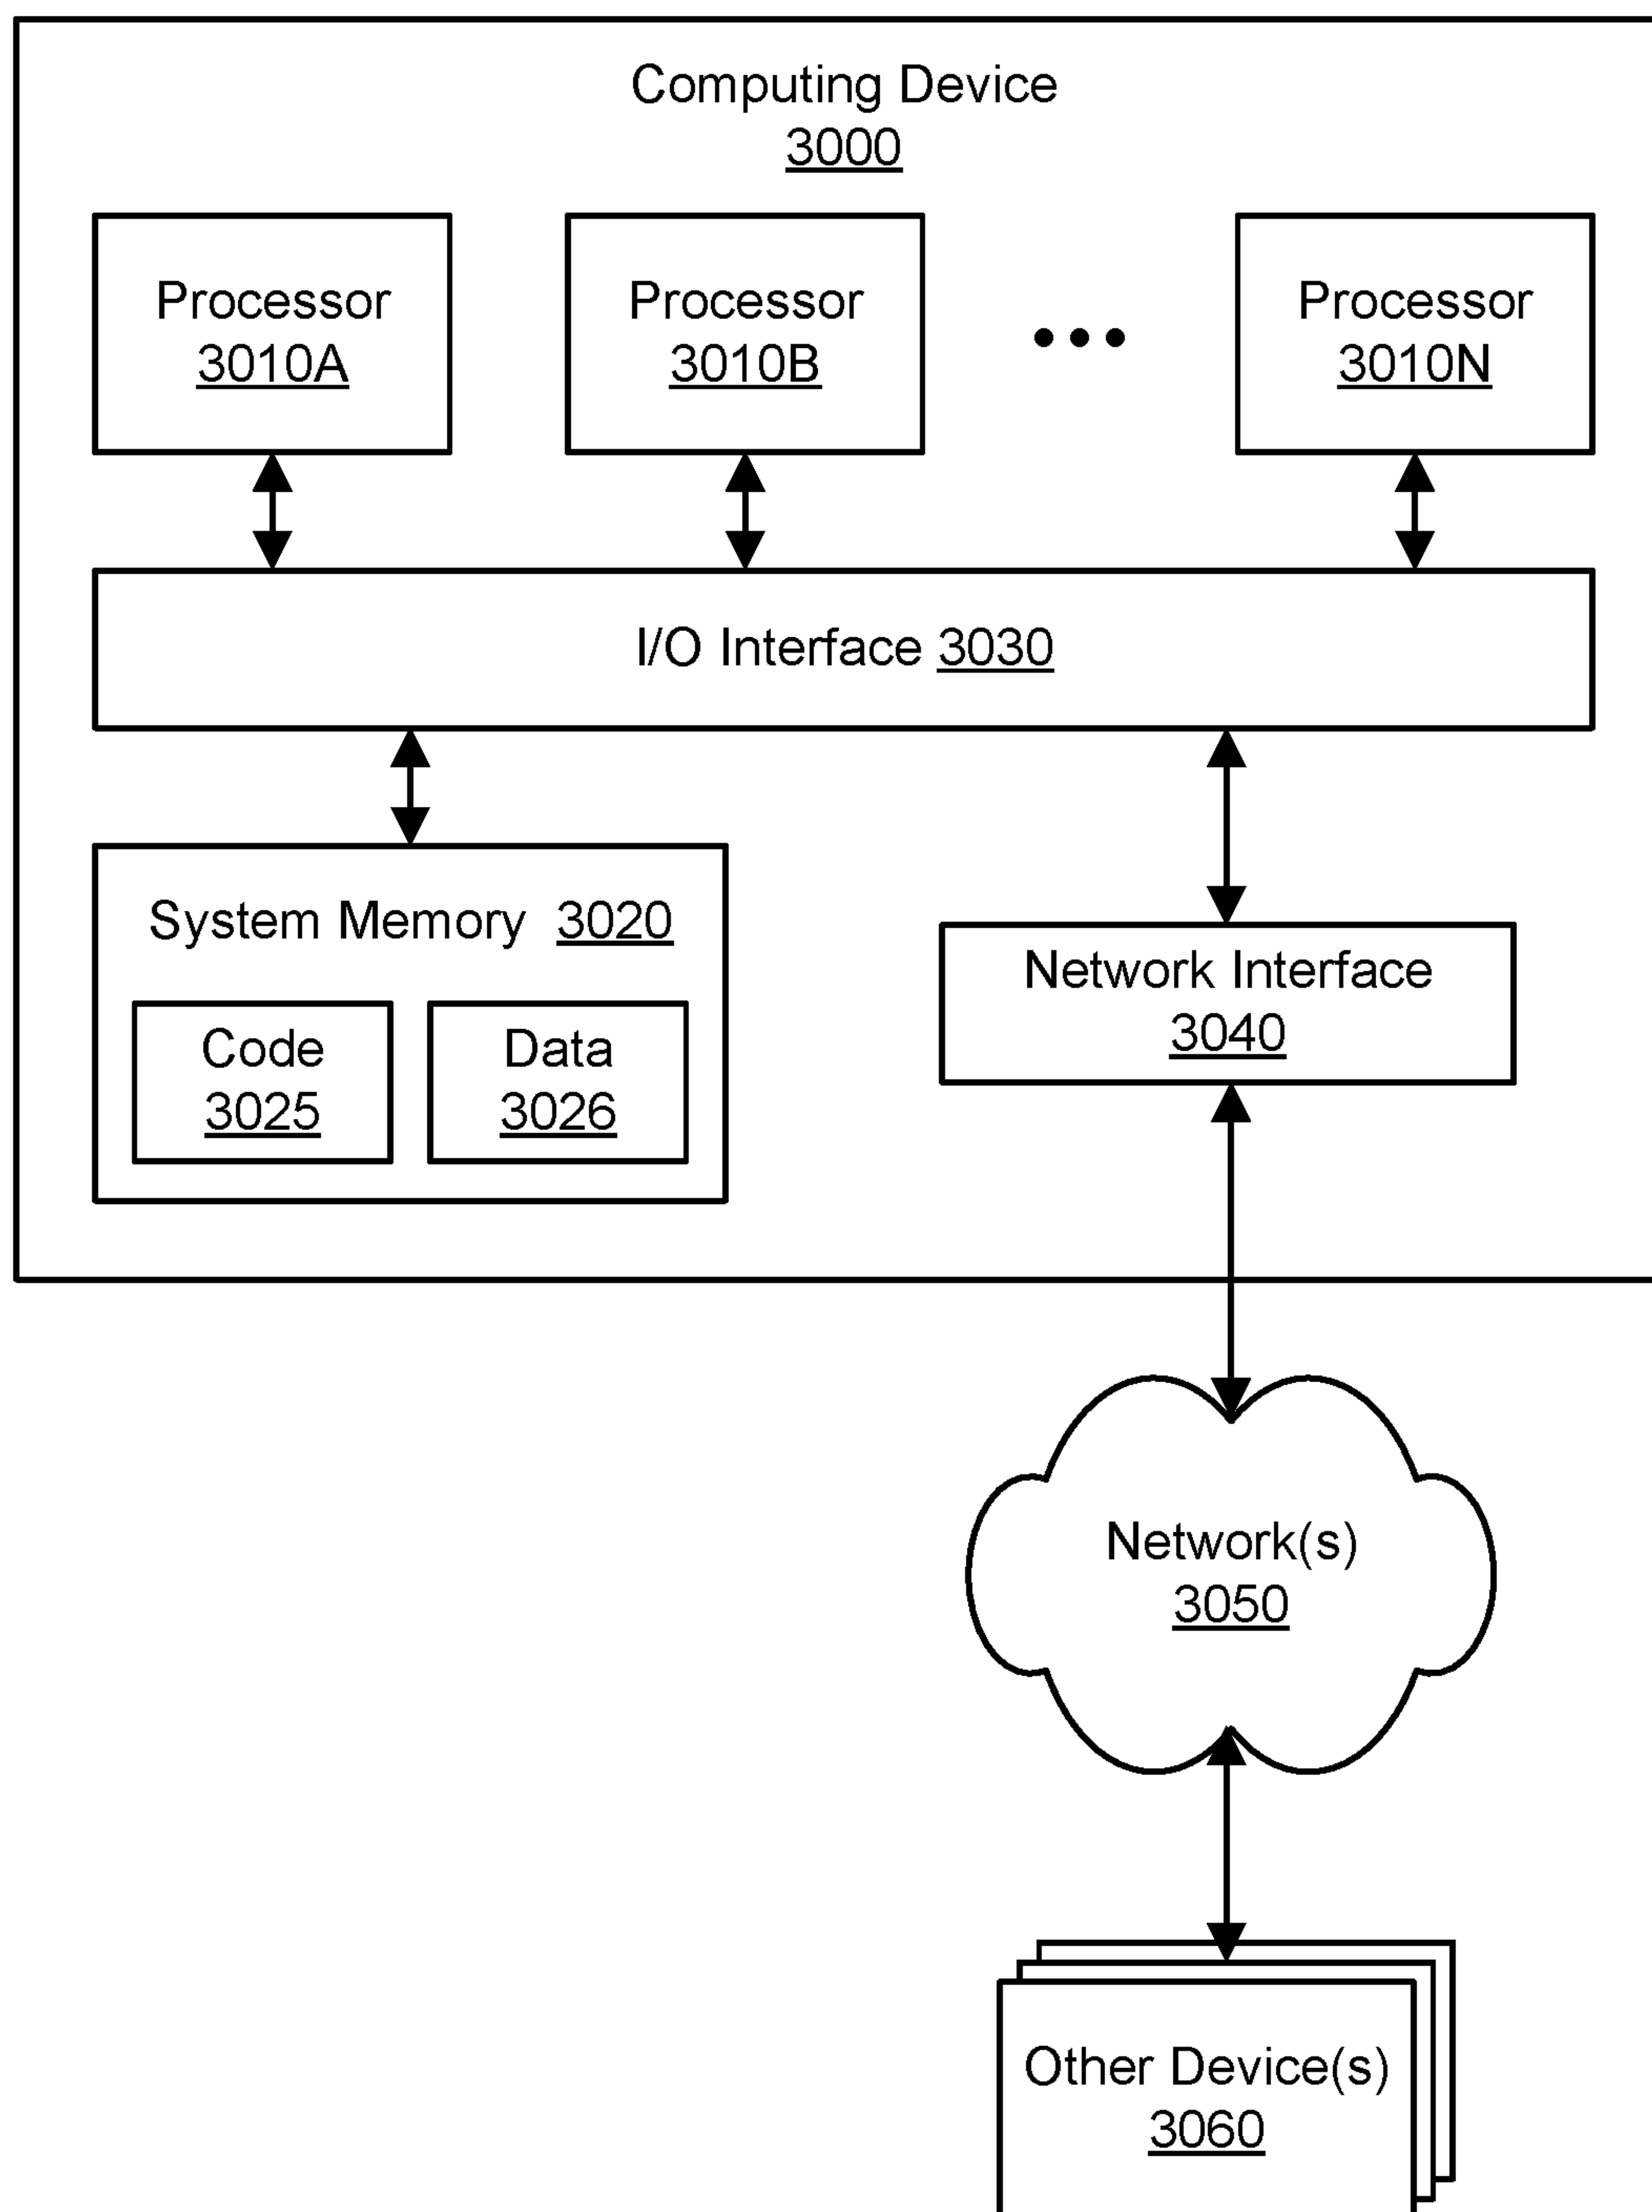 Computing Device
3000
Processor
3010A
Processor
3010B
Processor
3010N
I/O Interface 3030
System Memory 3020
Code
3025
Data
3026
Network Interface
3040
Network(s)
3050
Other Device(s)
3060